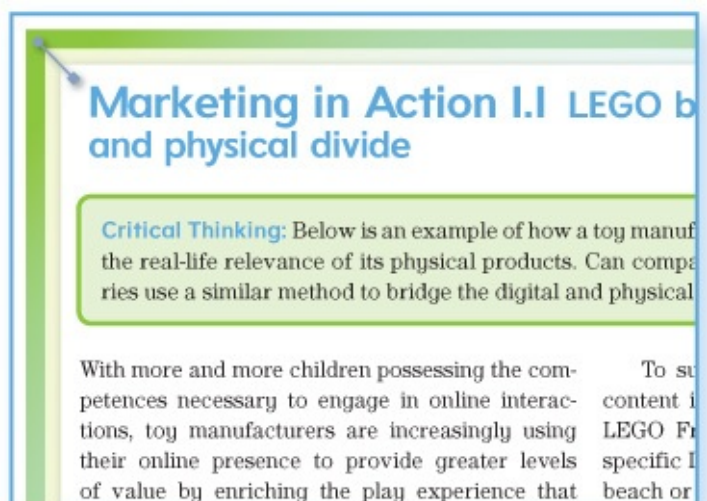 Marketing in Action 1.1 LEGO b
and physical divide
Critical Thinking: Below is an example of how a toy manuf
the real-life relevance of its physical products. Can compa
ries use a similar method to bridge the digital and physical
With more and more children possessing the com-
petences necessary to engage in online interac-
tions, toy manufacturers are increasingly using
their online presence to provide greater levels
of value by enriching the play experience that
To su
content i
LEGO Fr
specific
beach or